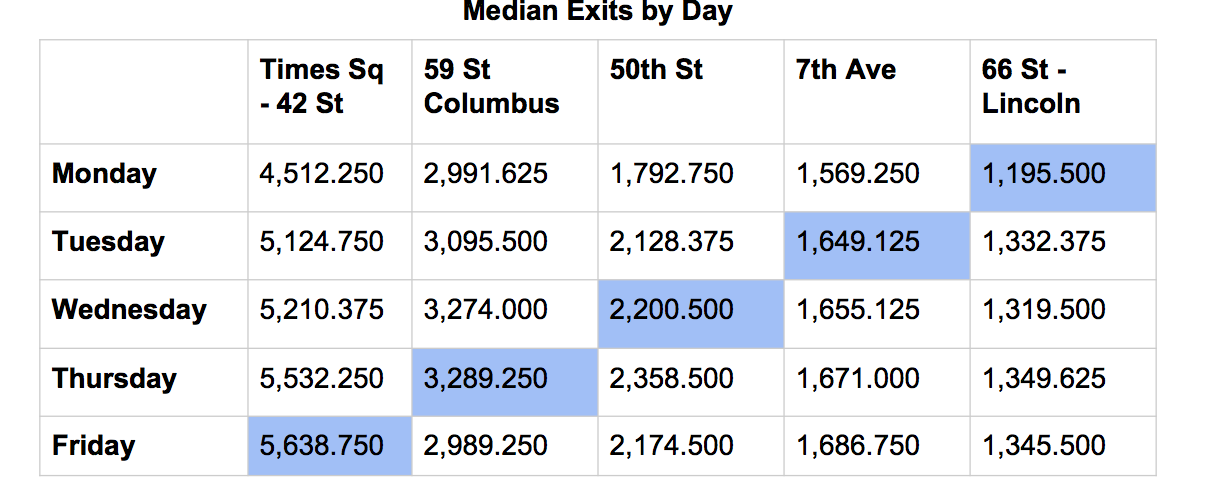 Median Exits by Day
Times Sq - 42 St 59 St Columbus 50th St 7th Ave 66 St - Lincoln
Monday 4,512.250 2,991.625 1,792.750 1,569.250 1,195.500
Tuesday 5,124.750 3,095.500 2,128.375 1,649.125 1,332.375
Wednesday 5,210.375 3,274.000 2,200.500 1,655.125 1,319.500
Thursday 5,532.250 3,289.250 2,358.500 1,671.000 1,349.625
Friday 5,638.750 2,989.250 2,174.500 1,686.750 1,345.500